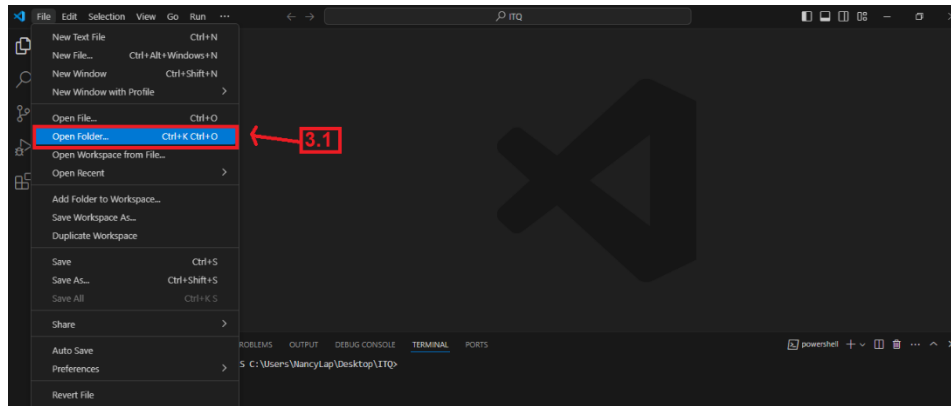 File Edit Selection View Go Run ··· ITQ
New Text File Ctrl+N
New File... Ctrl+Alt+Windows+N
New Window Ctrl+Shift+N
New Window with Profile
Open File... Ctrl+O
Open Folder... Ctrl+K Ctrl+O
3.1
Open Workspace from File...
Open Recent
Add Folder to Workspace...
Save Workspace As...
Duplicate Workspace
Save Ctrl+S
Save As... Ctrl+Shift+S
Save All Ctrl+K S
Share
ROBLEMS OUTPUT DEBUG CONSOLE TERMINAL PORTS powershell
Auto Save
S C:\Users\NancyLap\Desktop\ITQ>
Preferences
Revert File